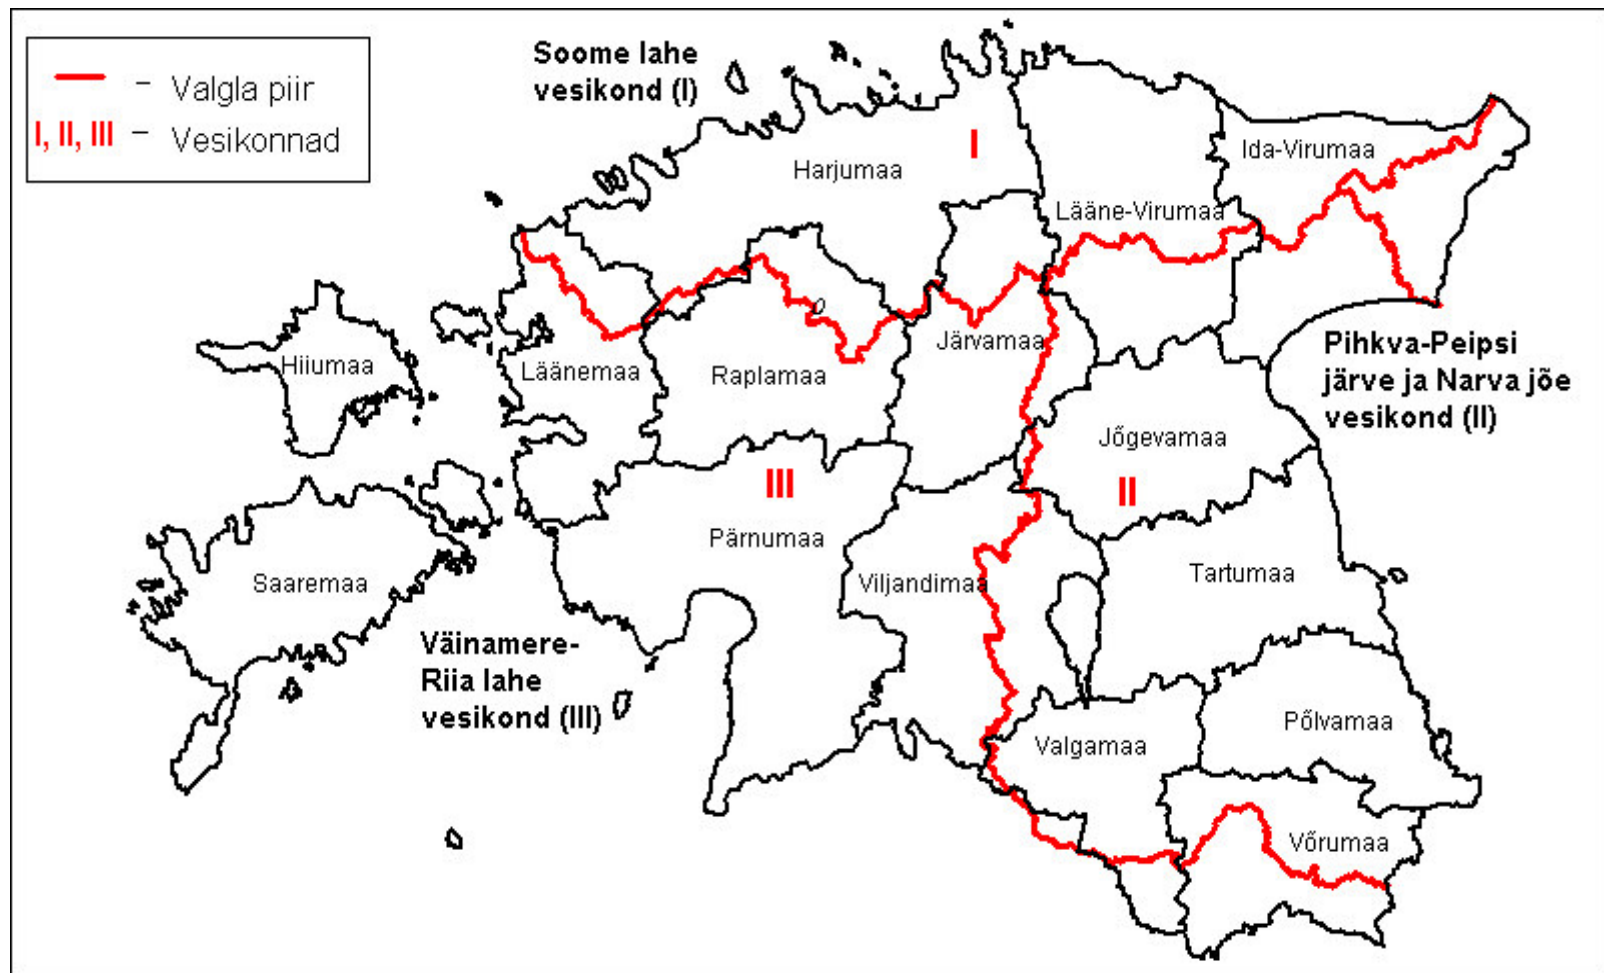 – Valgla piir
I, II, III – Vesikonnad
Soome lahe
vesikond (I)
I
Harjumaa
Ida-Virumaa
Lääne-Virumaa
Hiiumaa
Läänemaa
Raplamaa
Järvamaa
Pihkva-Peipsi
järve ja Narva jõe
vesikond (II)
Jõgevamaa
III
II
Pärnumaa
Saaremaa
Viljandimaa
Tartumaa
Väinamere-
Riia lahe
vesikond (III)
Valgamaa
Põlvamaa
Võrumaa